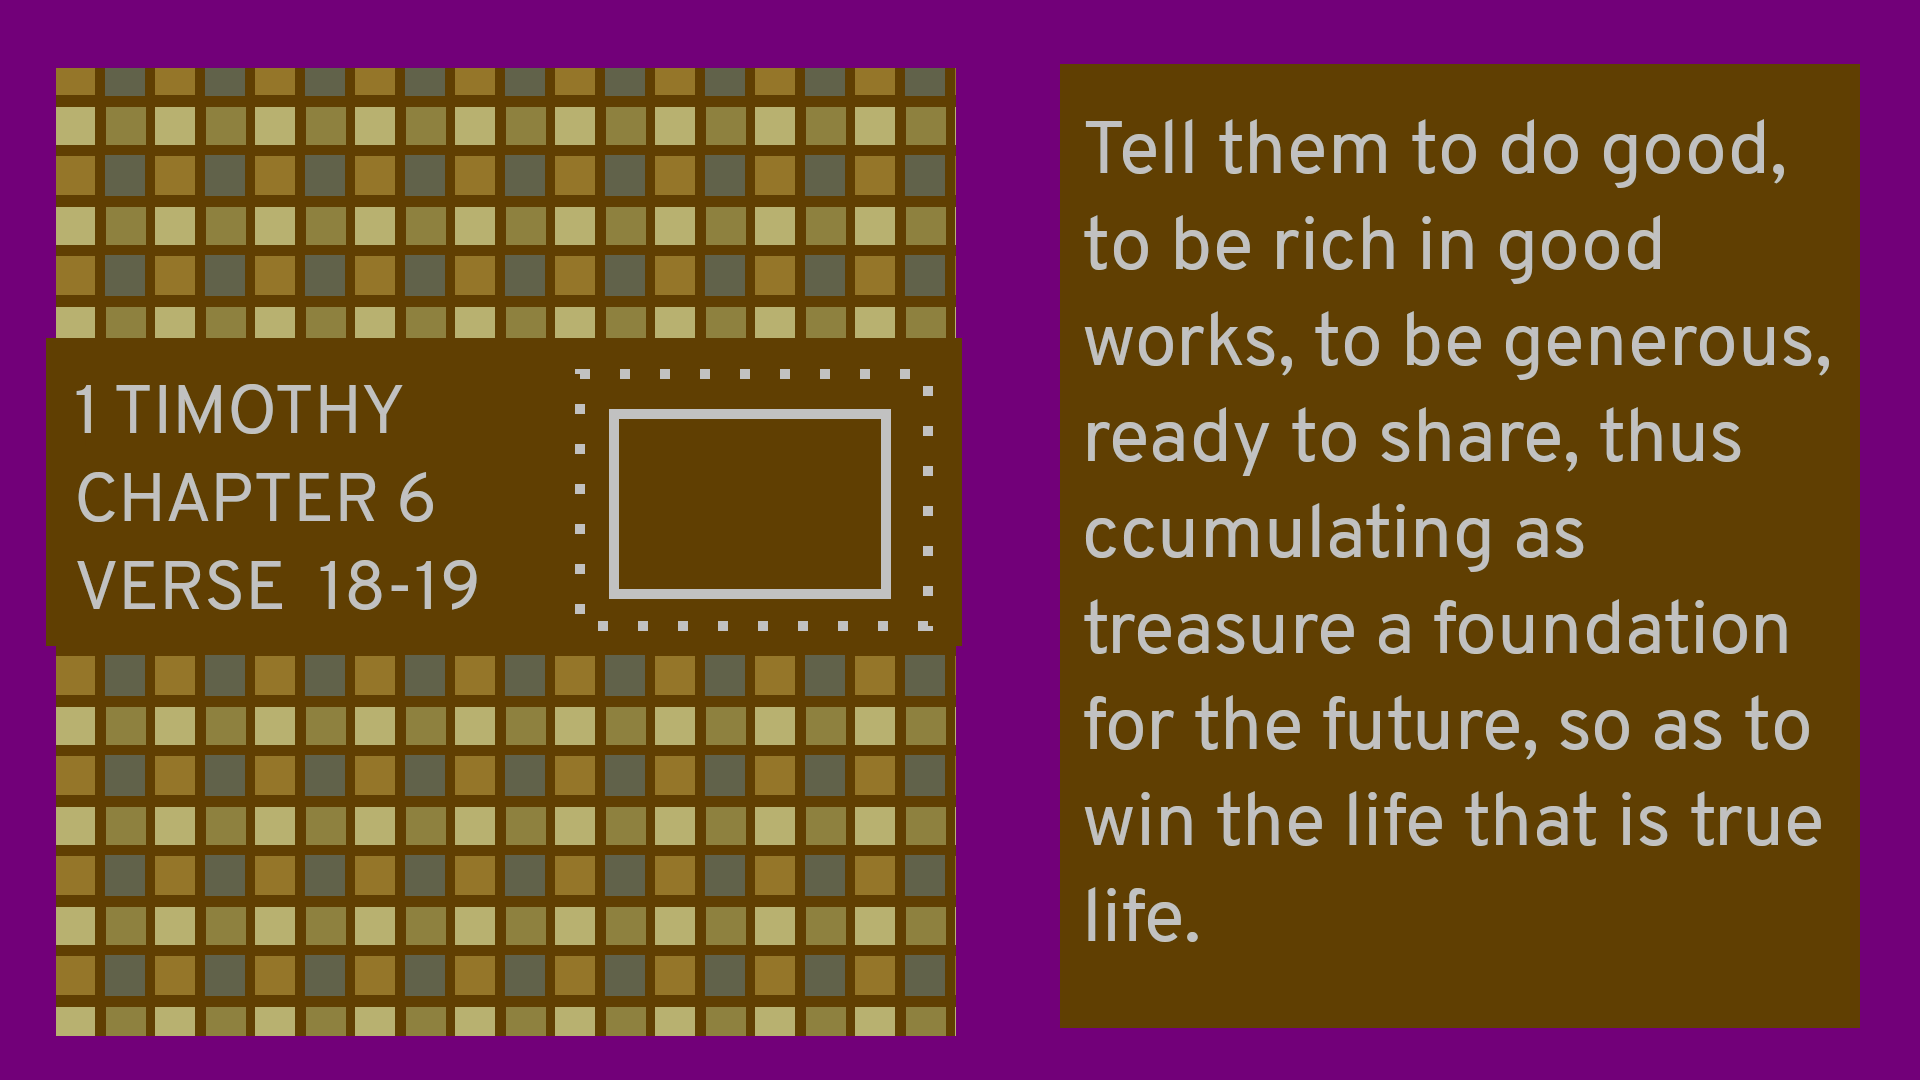 1 TIMOTHY
CHAPTER 6
VERSE  18-19
Tell them to do good,
to be rich in good
works, to be generous,
ready to share, thus
ccumulating as
treasure a foundation
for the future, so as to
win the life that is true
life.